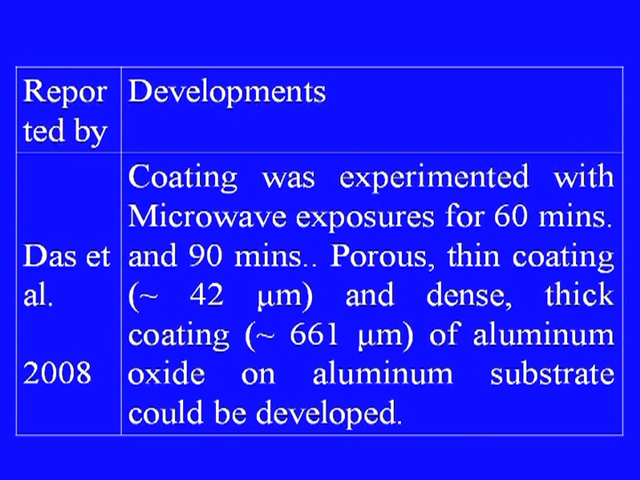 Repor
ted by
Developments
Das et
al.
2008
Coating was experimented with
Microwave exposures for 60 mins.
and 90 mins.. Porous, thin coating
(~ 42 μm) and dense, thick
coating (~ 661 μm) of aluminum
oxide on aluminum substrate
could be developed.